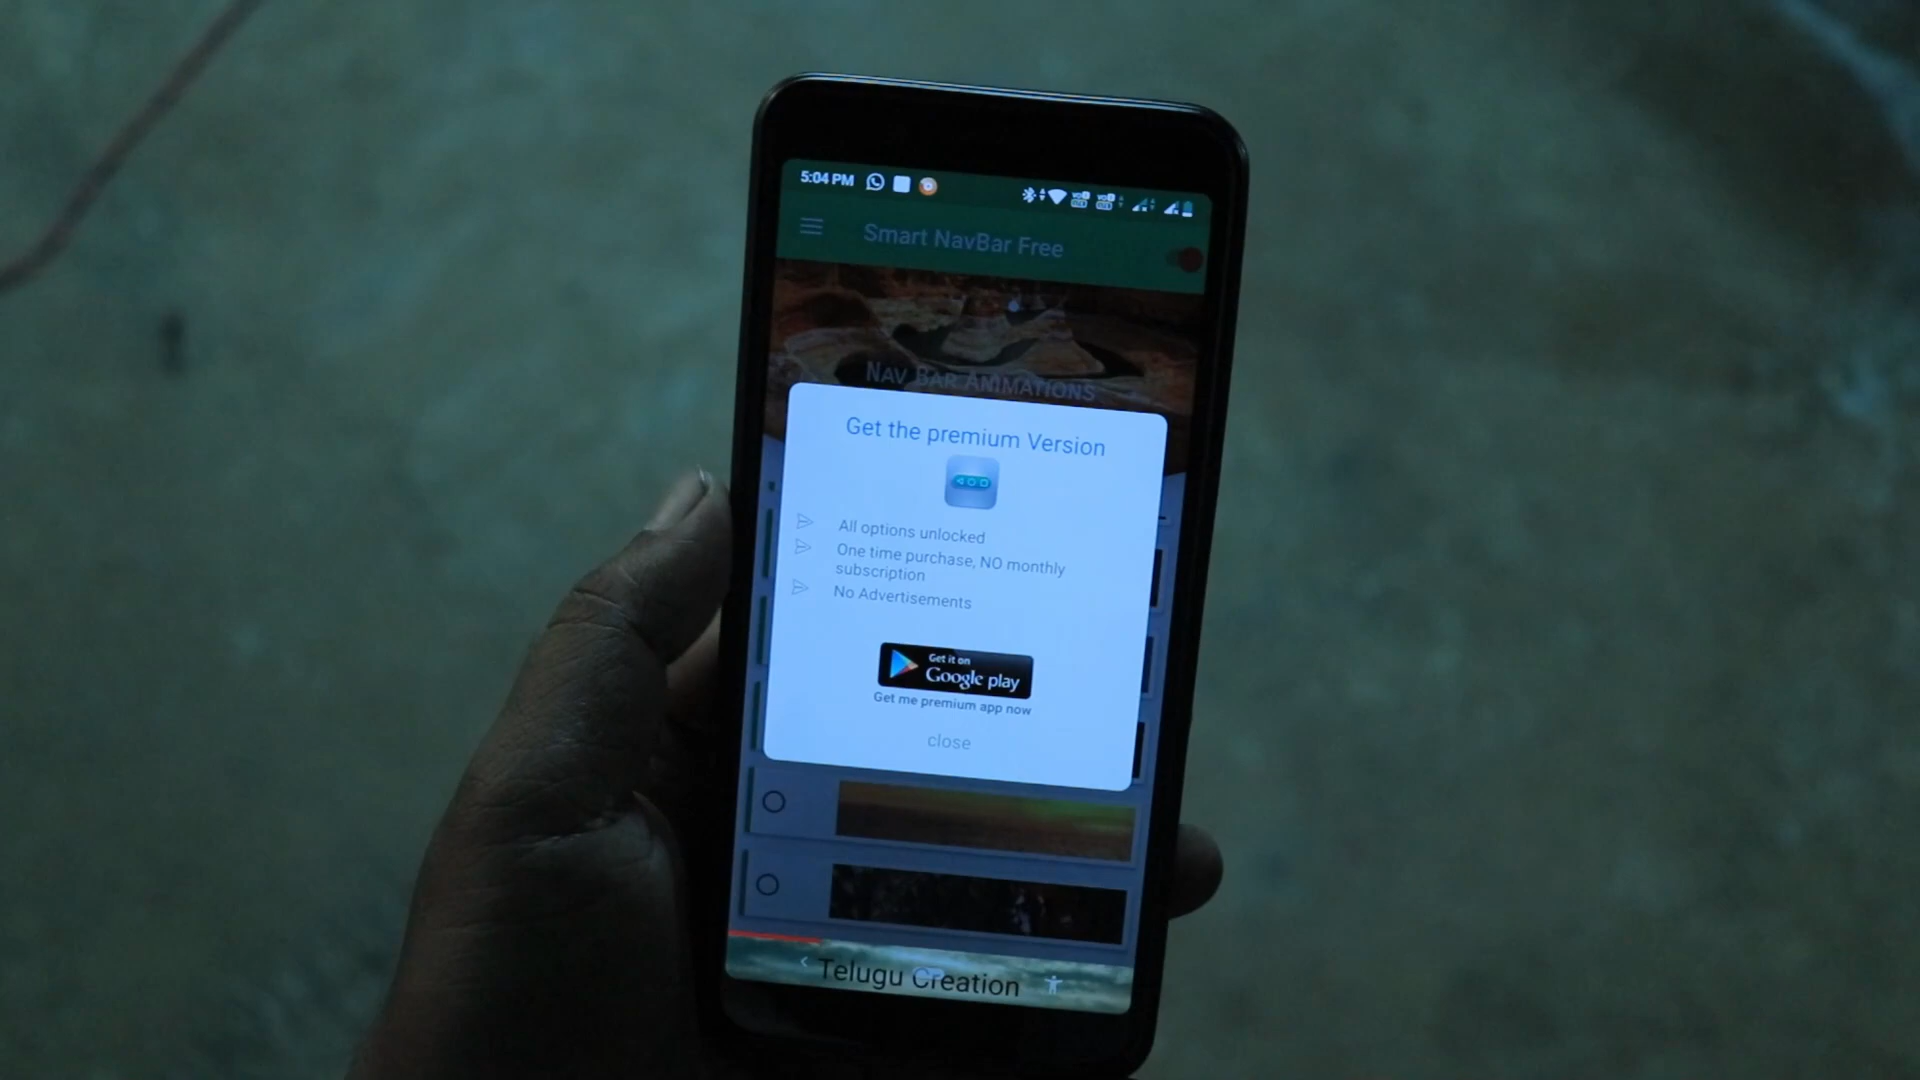 5:04 PM
Smart NavBar Free
NAV BAR ANIMATIONS
Get the premium Version
All options unlocked
One time purchase, NO monthly
subscription
No Advertisements
Get it on
Google play
Get me premium app now
close
Telugu Creation